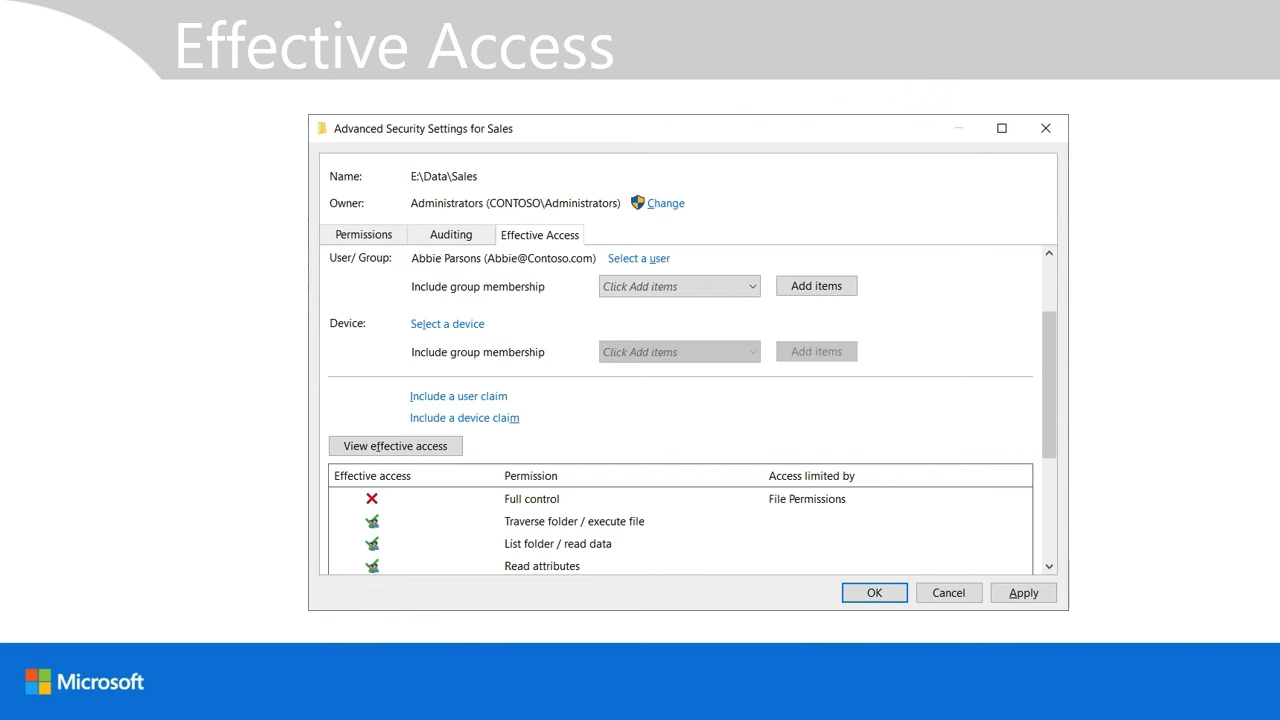 Effective Access
Advanced Security Settings for Sales
Name: E:\Data\Sales
Owner: Administrators (CONTOSO\Administrators) Change
Permissions Auditing Effective Access
User/ Group: Abbie Parsons (Abbie@Contoso.com) Select a user
Include group membership Click Add items Add items
Device: Select a device
Include group membership Click Add items Add items
Include a user claim
Include a device claim
View effective access
Effective access Permission Access limited by
Full control File Permissions
Traverse folder / execute file
List folder / read data
Read attributes
OK Cancel Apply
Microsoft